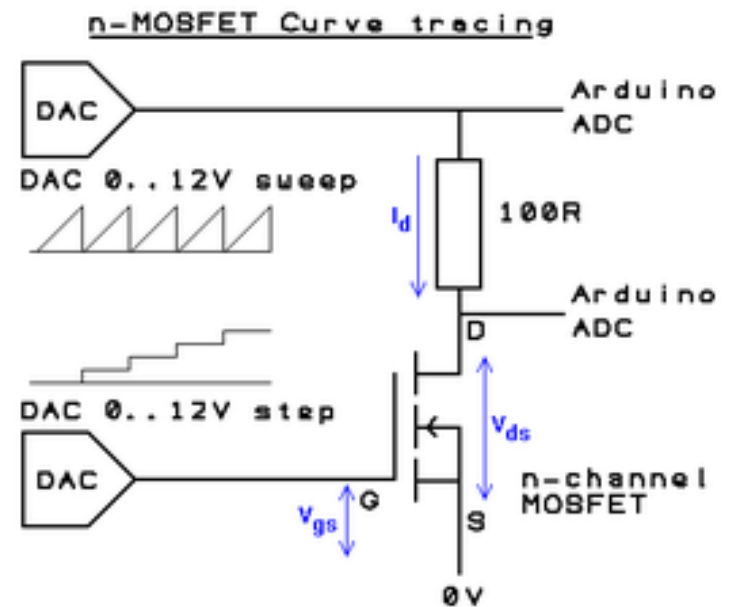 n-MOSFET Curve tracing
DAC
Arduino
ADC
DAC 0..12V sweep
Id
100R
Arduino
ADC
D
DAC 0..12V step
Vds
DAC
G
Vgs
n-channel
MOSFET
S
0V